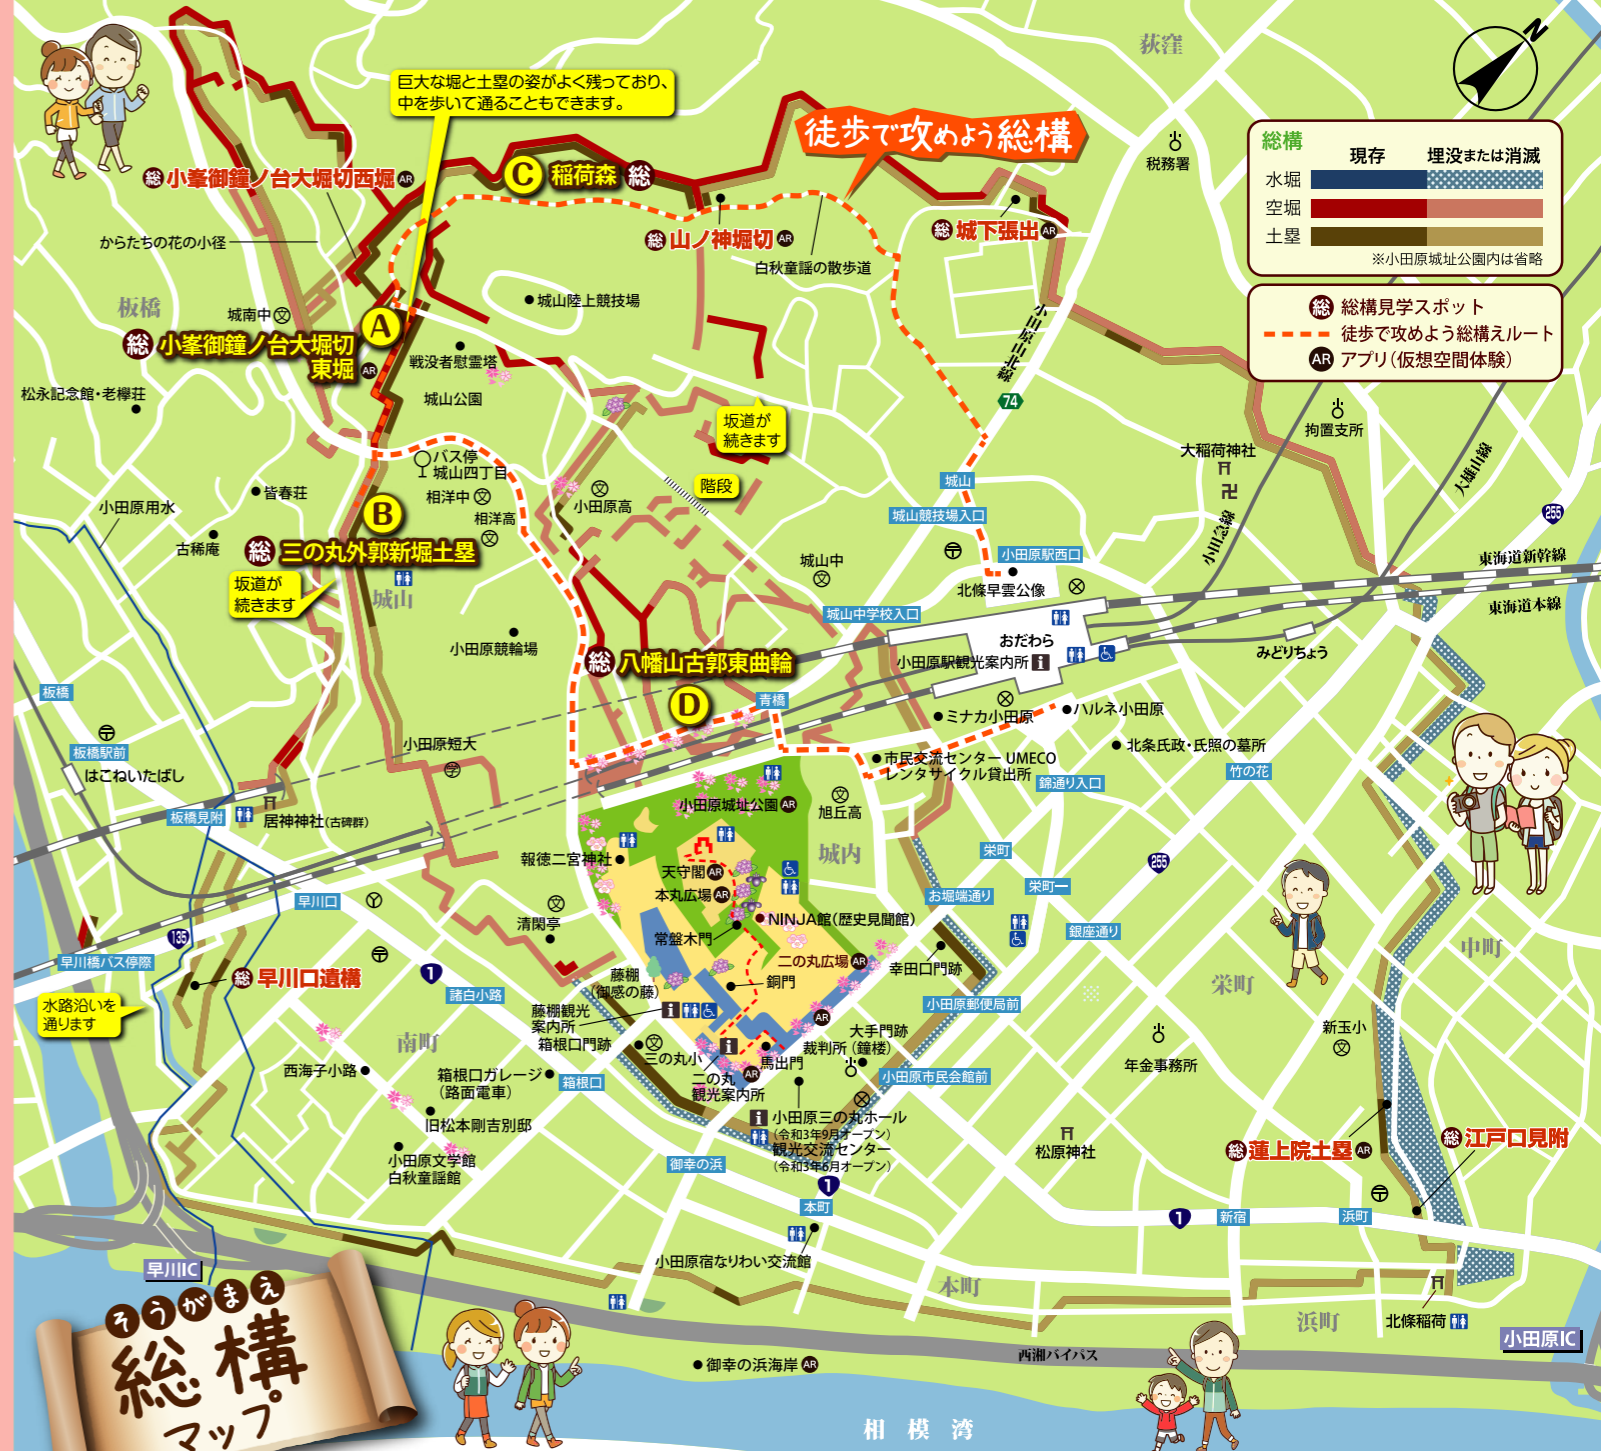 N
荻窪
巨大な堀と土塁の姿がよく残っており、
中を歩いて通ることもできます。
徒歩で攻めよう総構
税務署
総構
現存
埋没または消滅
水堀
空堀
土塁
※小田原城址公園内は省略
総 総構見学スポット
徒歩で攻めよう総構えルート
AR アプリ（仮想空間体験）
総 小峯御鐘ノ台大堀切西堀 AR
C 稲荷森 総
総 山ノ神堀切 AR
総 城下張出 AR
からたちの花の小径
白秋童謡の散歩道
板橋
城南中 文
城山陸上競技場
小田原山北線
A
総 小峯御鐘ノ台大堀切
東堀 AR
戦没者慰霊塔
松永記念館・老欅荘
城山公園
74
坂道が
続きます
拘置支所
大稲荷神社
大雄山線
バス停
城山四丁目
階段
城山
皆春荘
相洋中 文
小田原用水
相洋高
文
文
小田原高
城山競技場入口
255
B
古稀庵
総 三の丸外郭新堀土塁
小田急線
小田原駅西口
東海道新幹線
城山中
文
坂道が
続きます
城山
北條早雲公像
東海道本線
城山中学校入口
小田原競輪場
おだわら
みどりちょう
総 八幡山古郭東曲輪
小田原駅観光案内所
D
板橋
青橋
ミナカ小田原
ハルネ小田原
板橋駅前
小田原短大
学
北条氏政・氏照の墓所
はこねいたばし
市民交流センター UMECO
レンタサイクル貸出所
竹の花
錦通り入口
小田原城址公園 AR
文
旭丘高
板橋見附
居神神社（古碑群）
報徳二宮神社
城内
栄町
255
天守閣 AR
栄町一
本丸広場 AR
お堀端通り
早川口
文
NINJA館（歴史見聞館）
清閑亭
常盤木門
銀座通り
135
早川橋バス停際
二の丸広場 AR
幸田口門跡
中町
総 早川口遺構
1
藤棚
（御感の藤）
銅門
栄町
諸白小路
小田原郵便局前
水路沿いを
通ります
藤棚観光
案内所
AR
新玉小
文
南町
箱根口門跡
文
三の丸小
大手門跡
裁判所（鐘楼）
馬出門
年金事務所
西海子小路
箱根口ガレージ
（路面電車）
箱根口
二の丸
観光案内所
AR
小田原市民会館前
旧松本剛吉別邸
小田原三の丸ホール
（令和3年9月オープン）
観光交流センター
（令和3年6月オープン）
松原神社
総 蓮上院土塁 AR
総 江戸口見附
小田原文学館
白秋童謡館
御幸の浜
1
本町
1
新宿
浜町
小田原宿なりわい交流館
早川IC
本町
浜町
北條稲荷
小田原IC
そうがまえ
総構
マップ
西湘バイパス
御幸の浜海岸 AR
相模湾